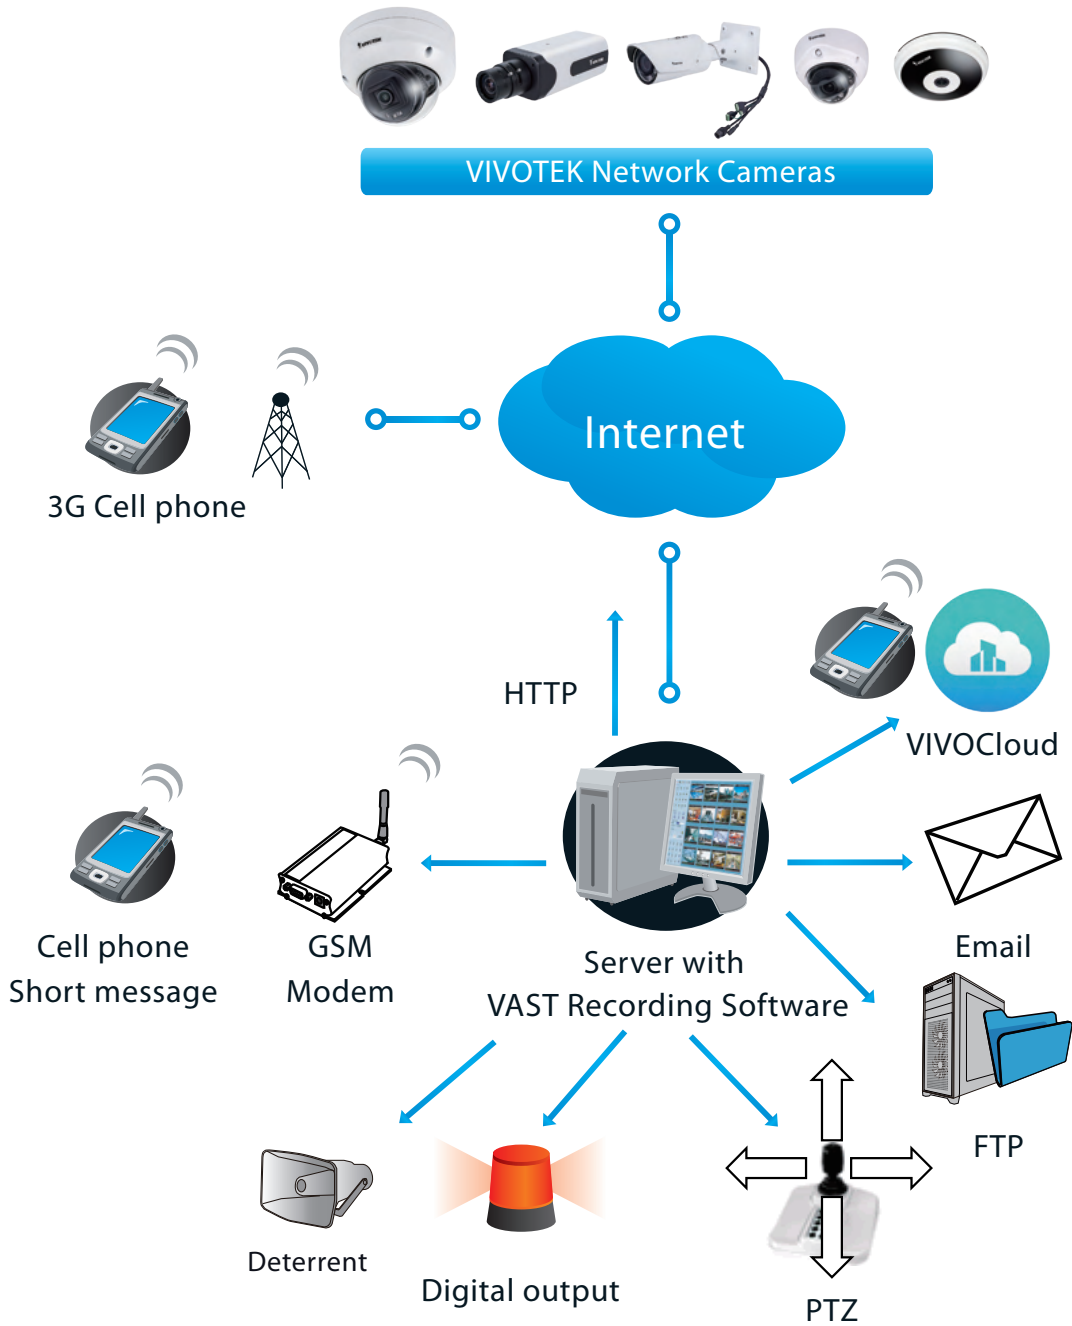 VIVOTEK Network Cameras
Internet
3G Cell phone
HTTP
VIVOCloud
Cell phone
Short message
GSM
Modem
Server with
VAST Recording Software
Email
FTP
Deterrent
Digital output
PTZ